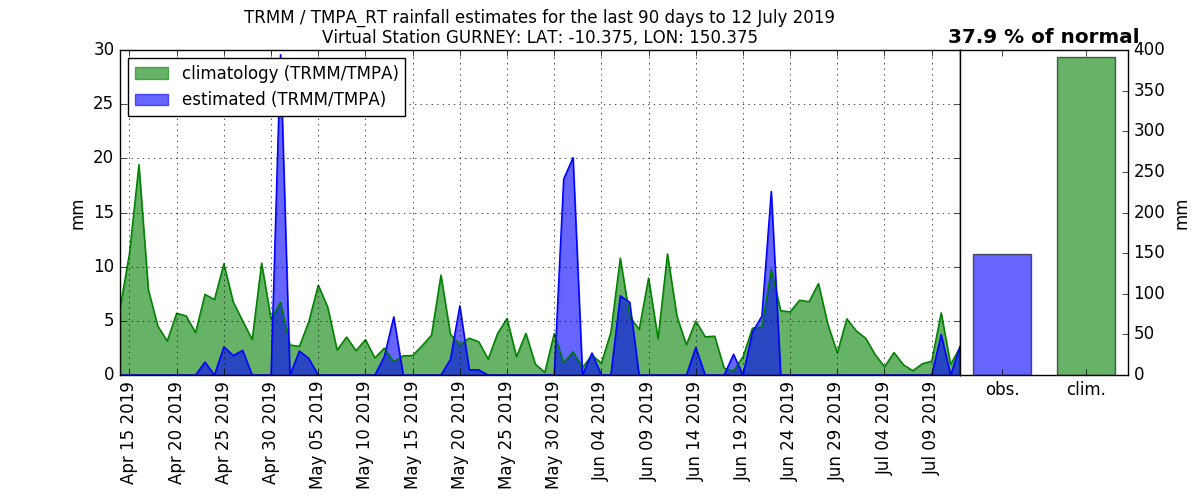 TRMM / TMPA_RT rainfall estimates for the last 90 days to 12 July 2019
Virtual Station GURNEY: LAT: -10.375, LON: 150.375
37.9 % of normal
climatology (TRMM/TMPA)
estimated (TRMM/TMPA)
30
25
20
15
10
5
0
mm
Apr 15 2019
Apr 20 2019
Apr 25 2019
Apr 30 2019
May 05 2019
May 10 2019
May 15 2019
May 20 2019
May 25 2019
May 30 2019
Jun 04 2019
Jun 09 2019
Jun 14 2019
Jun 19 2019
Jun 24 2019
Jun 29 2019
Jul 04 2019
Jul 09 2019
obs.
clim.
400
350
300
250
200
150
100
50
0
mm